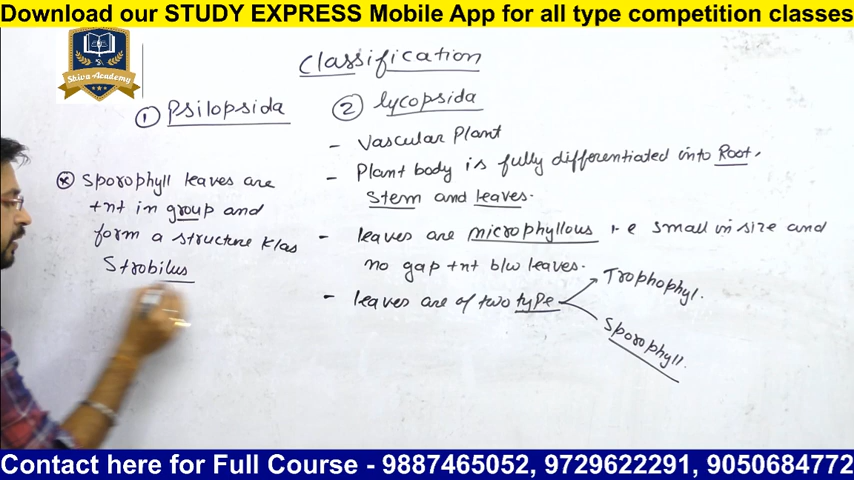 Download our STUDY EXPRESS Mobile App for all type competition classes
Shiva Academy
Classification
① Psilopsida
② lycopsida
- Vascular Plant
- Plant body is fully differentiated into Root,
Stem and leaves.
- leaves are microphyllous i.e small in size and
no gap +nt b/w leaves.
- leaves are of two type
Trophophyl.
Sporophyll.
⊗ Sporophyll leaves are
+nt in group and
form a structure k/as
Strobilus
Contact here for Full Course - 9887465052, 9729622291, 9050684772